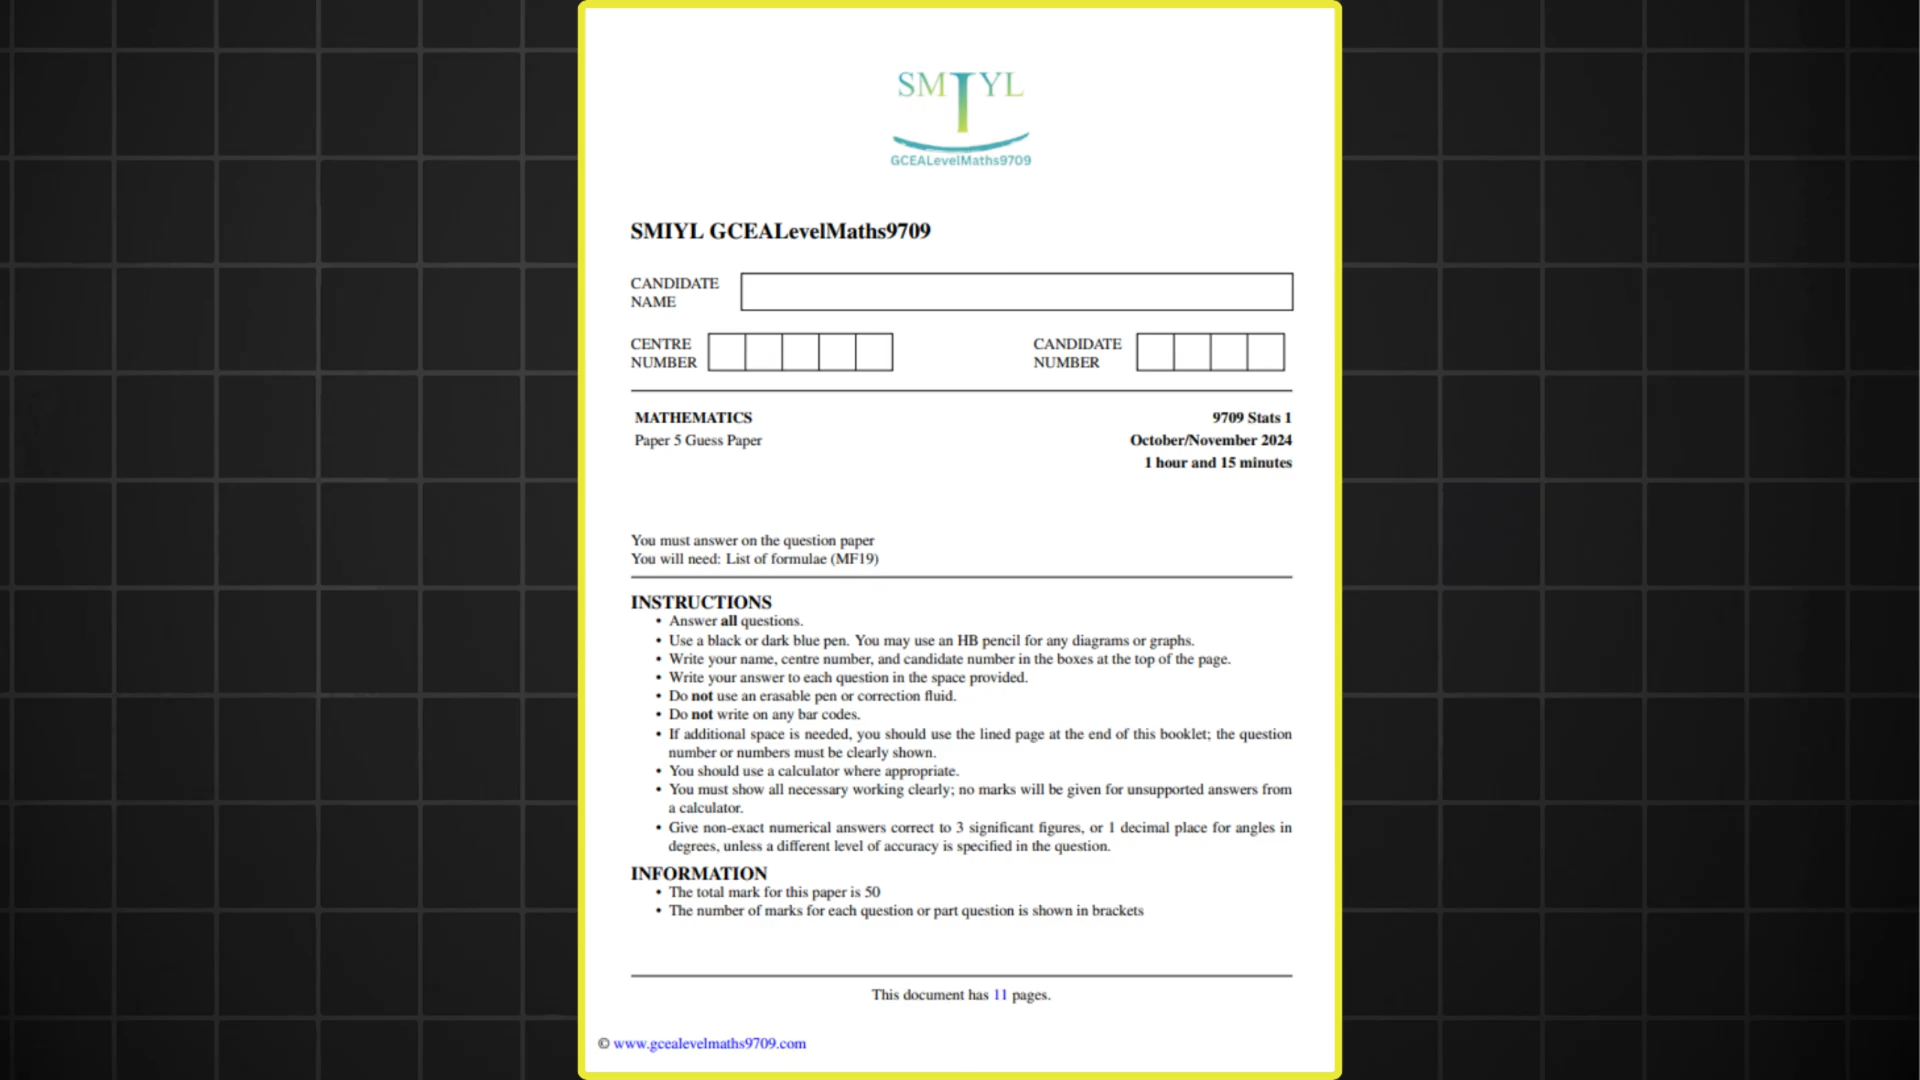 SMIYL
GCEALevelMaths9709
SMIYL GCEALevelMaths9709
CANDIDATE
NAME
CENTRE
NUMBER
CANDIDATE
NUMBER
MATHEMATICS
9709 Stats 1
Paper 5 Guess Paper
October/November 2024
1 hour and 15 minutes
You must answer on the question paper
You will need: List of formulae (MF19)
INSTRUCTIONS
• Answer all questions.
• Use a black or dark blue pen. You may use an HB pencil for any diagrams or graphs.
• Write your name, centre number, and candidate number in the boxes at the top of the page.
• Write your answer to each question in the space provided.
• Do not use an erasable pen or correction fluid.
• Do not write on any bar codes.
• If additional space is needed, you should use the lined page at the end of this booklet; the question
number or numbers must be clearly shown.
• You should use a calculator where appropriate.
• You must show all necessary working clearly; no marks will be given for unsupported answers from
a calculator.
• Give non-exact numerical answers correct to 3 significant figures, or 1 decimal place for angles in
degrees, unless a different level of accuracy is specified in the question.
INFORMATION
• The total mark for this paper is 50
• The number of marks for each question or part question is shown in brackets
This document has 11 pages.
© www.gcealevelmaths9709.com